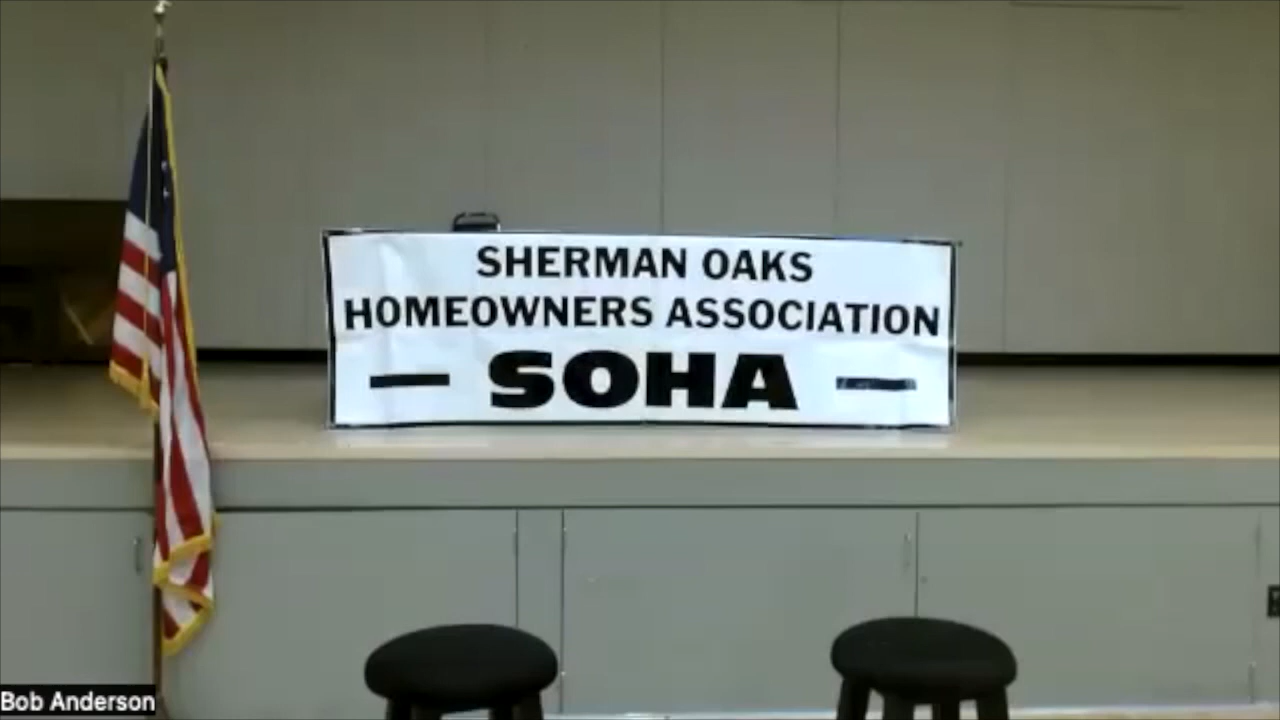 SHERMAN OAKS
HOMEOWNERS ASSOCIATION
— SOHA —
Bob Anderson